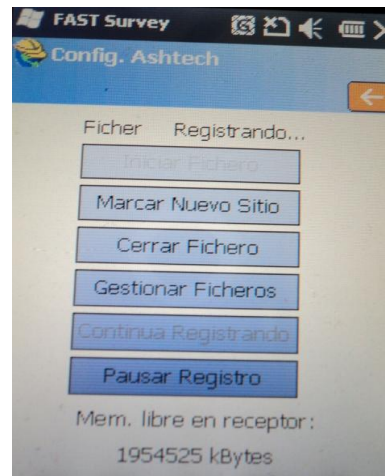 FAST Survey
Config. Ashtech
Ficher Registrando...
Iniciar Fichero
Marcar Nuevo Sitio
Cerrar Fichero
Gestionar Ficheros
Continua Registrando
Pausar Registro
Mem. libre en receptor:
1954525 kBytes